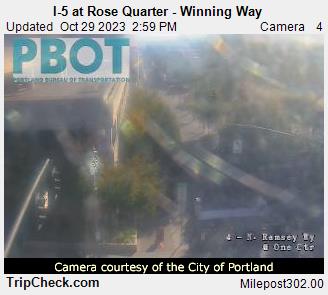 I-5 at Rose Quarter - Winning Way
Updated Oct 29 2023 2:59 PM Camera 4
PBOT
PORTLAND BUREAU OF TRANSPORTATION
4 - N. Ramsey Wy
@ One Ctr
Camera courtesy of the City of Portland
TripCheck.com Milepost302.00